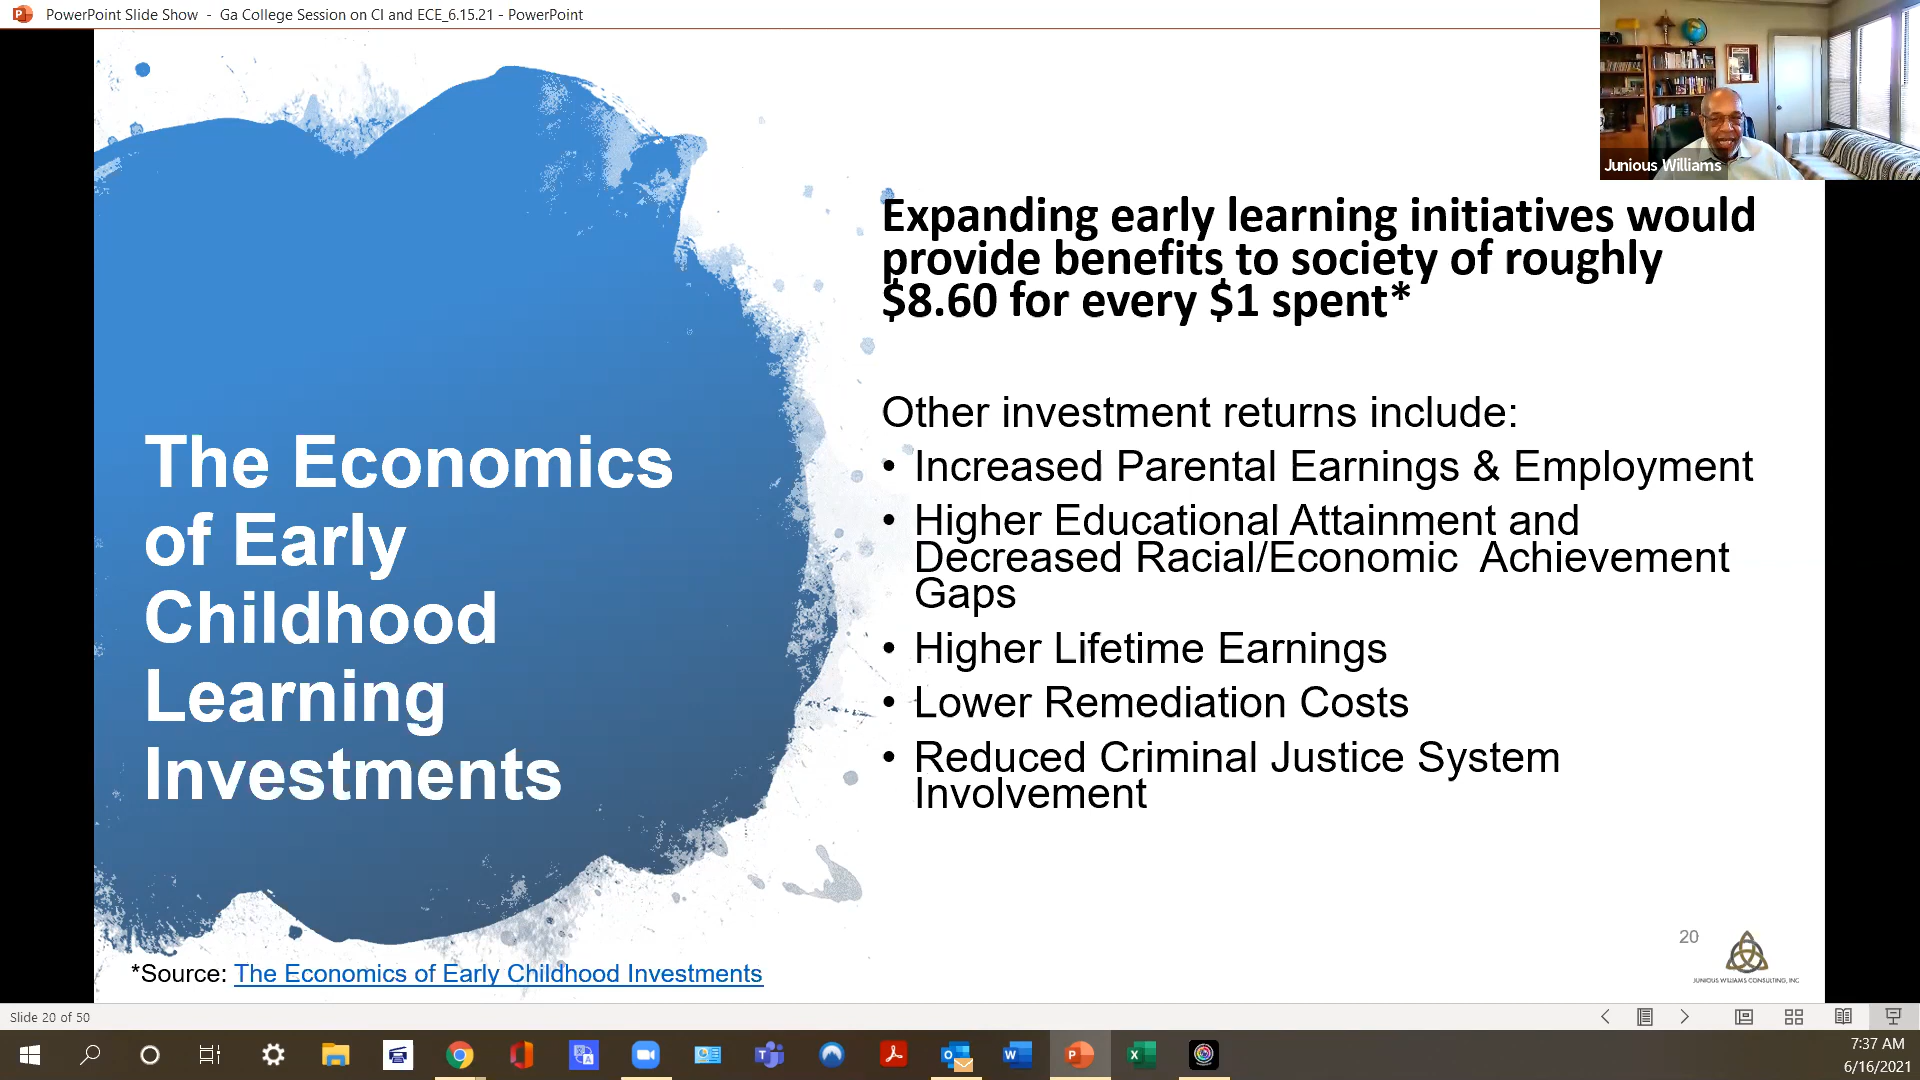 PowerPoint Slide Show - Ga College Session on CI and ECE_6.15.21 - PowerPoint
Junious Williams
Expanding early learning initiatives would
provide benefits to society of roughly
$8.60 for every $1 spent*
Other investment returns include:
• Increased Parental Earnings & Employment
• Higher Educational Attainment and
Decreased Racial/Economic Achievement
Gaps
• Higher Lifetime Earnings
• Lower Remediation Costs
• Reduced Criminal Justice System
Involvement
The Economics
of Early
Childhood
Learning
Investments
*Source: The Economics of Early Childhood Investments
20
JUNIOUS WILLIAMS CONSULTING, INC
Slide 20 of 50
7:37 AM
6/16/2021